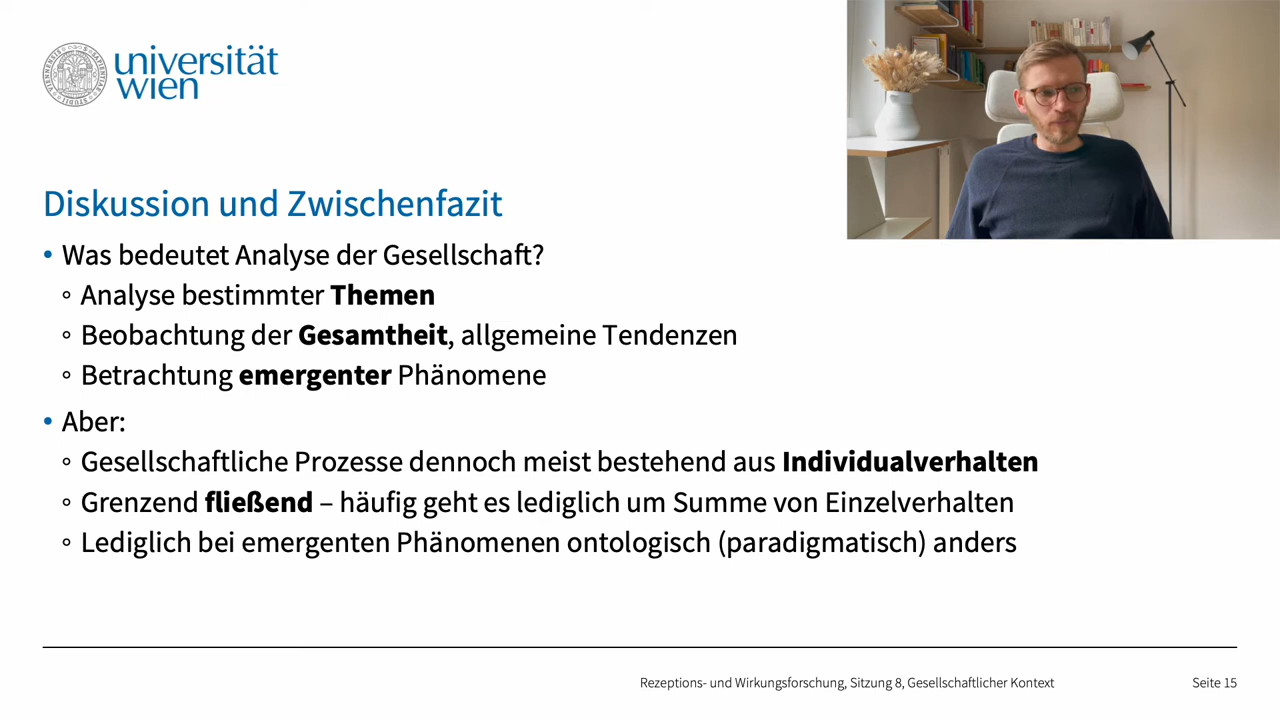 universität
wien
Diskussion und Zwischenfazit
• Was bedeutet Analyse der Gesellschaft?
◦ Analyse bestimmter Themen
◦ Beobachtung der Gesamtheit, allgemeine Tendenzen
◦ Betrachtung emergenter Phänomene
• Aber:
◦ Gesellschaftliche Prozesse dennoch meist bestehend aus Individualverhalten
◦ Grenzend fließend – häufig geht es lediglich um Summe von Einzelverhalten
◦ Lediglich bei emergenten Phänomenen ontologisch (paradigmatisch) anders
Rezeptions- und Wirkungsforschung, Sitzung 8, Gesellschaftlicher Kontext
Seite 15